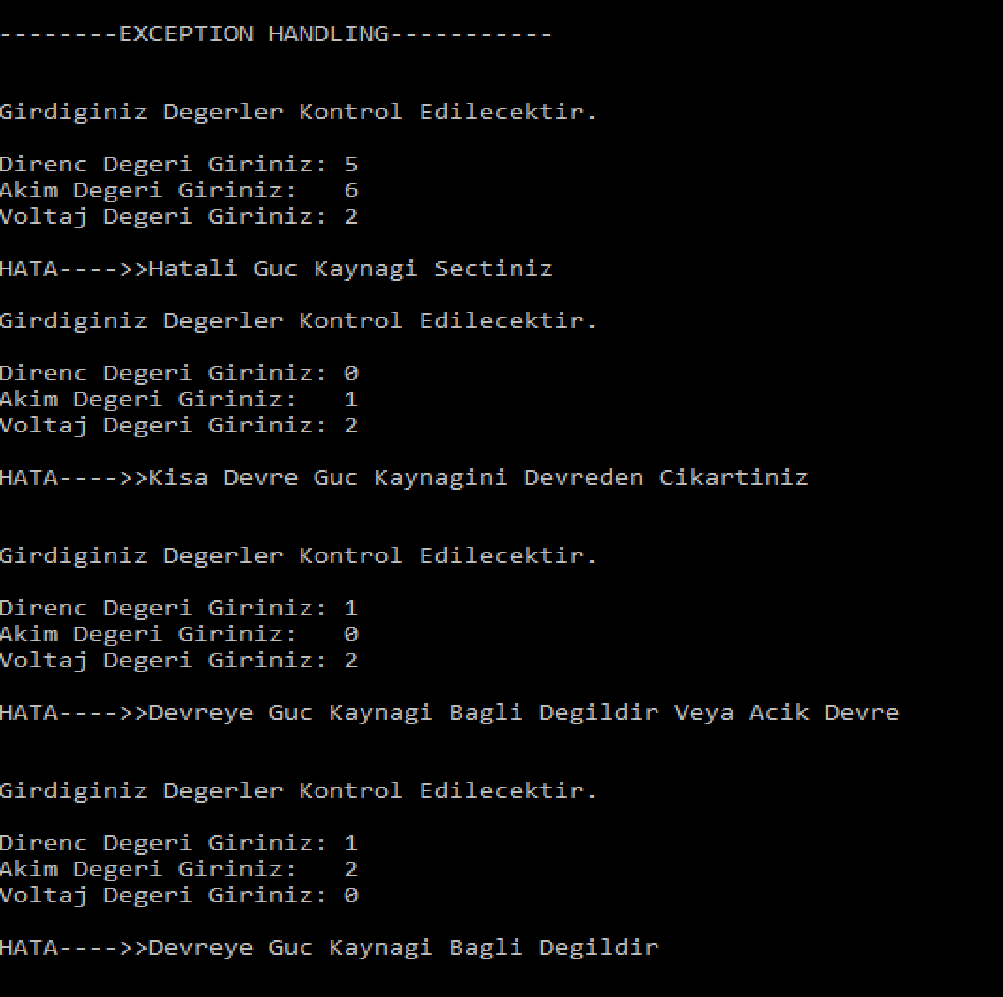 --------EXCEPTION HANDLING-----------
Girdiginiz Degerler Kontrol Edilecektir.
Direnc Degeri Giriniz: 5
Akim Degeri Giriniz:   6
Voltaj Degeri Giriniz: 2
HATA---->>Hatali Guc Kaynagi Sectiniz
Girdiginiz Degerler Kontrol Edilecektir.
Direnc Degeri Giriniz: 0
Akim Degeri Giriniz:   1
Voltaj Degeri Giriniz: 2
HATA---->>Kisa Devre Guc Kaynagini Devreden Cikartiniz
Girdiginiz Degerler Kontrol Edilecektir.
Direnc Degeri Giriniz: 1
Akim Degeri Giriniz:   0
Voltaj Degeri Giriniz: 2
HATA---->>Devreye Guc Kaynagi Bagli Degildir Veya Acik Devre
Girdiginiz Degerler Kontrol Edilecektir.
Direnc Degeri Giriniz: 1
Akim Degeri Giriniz:   2
Voltaj Degeri Giriniz: 0
HATA---->>Devreye Guc Kaynagi Bagli Degildir